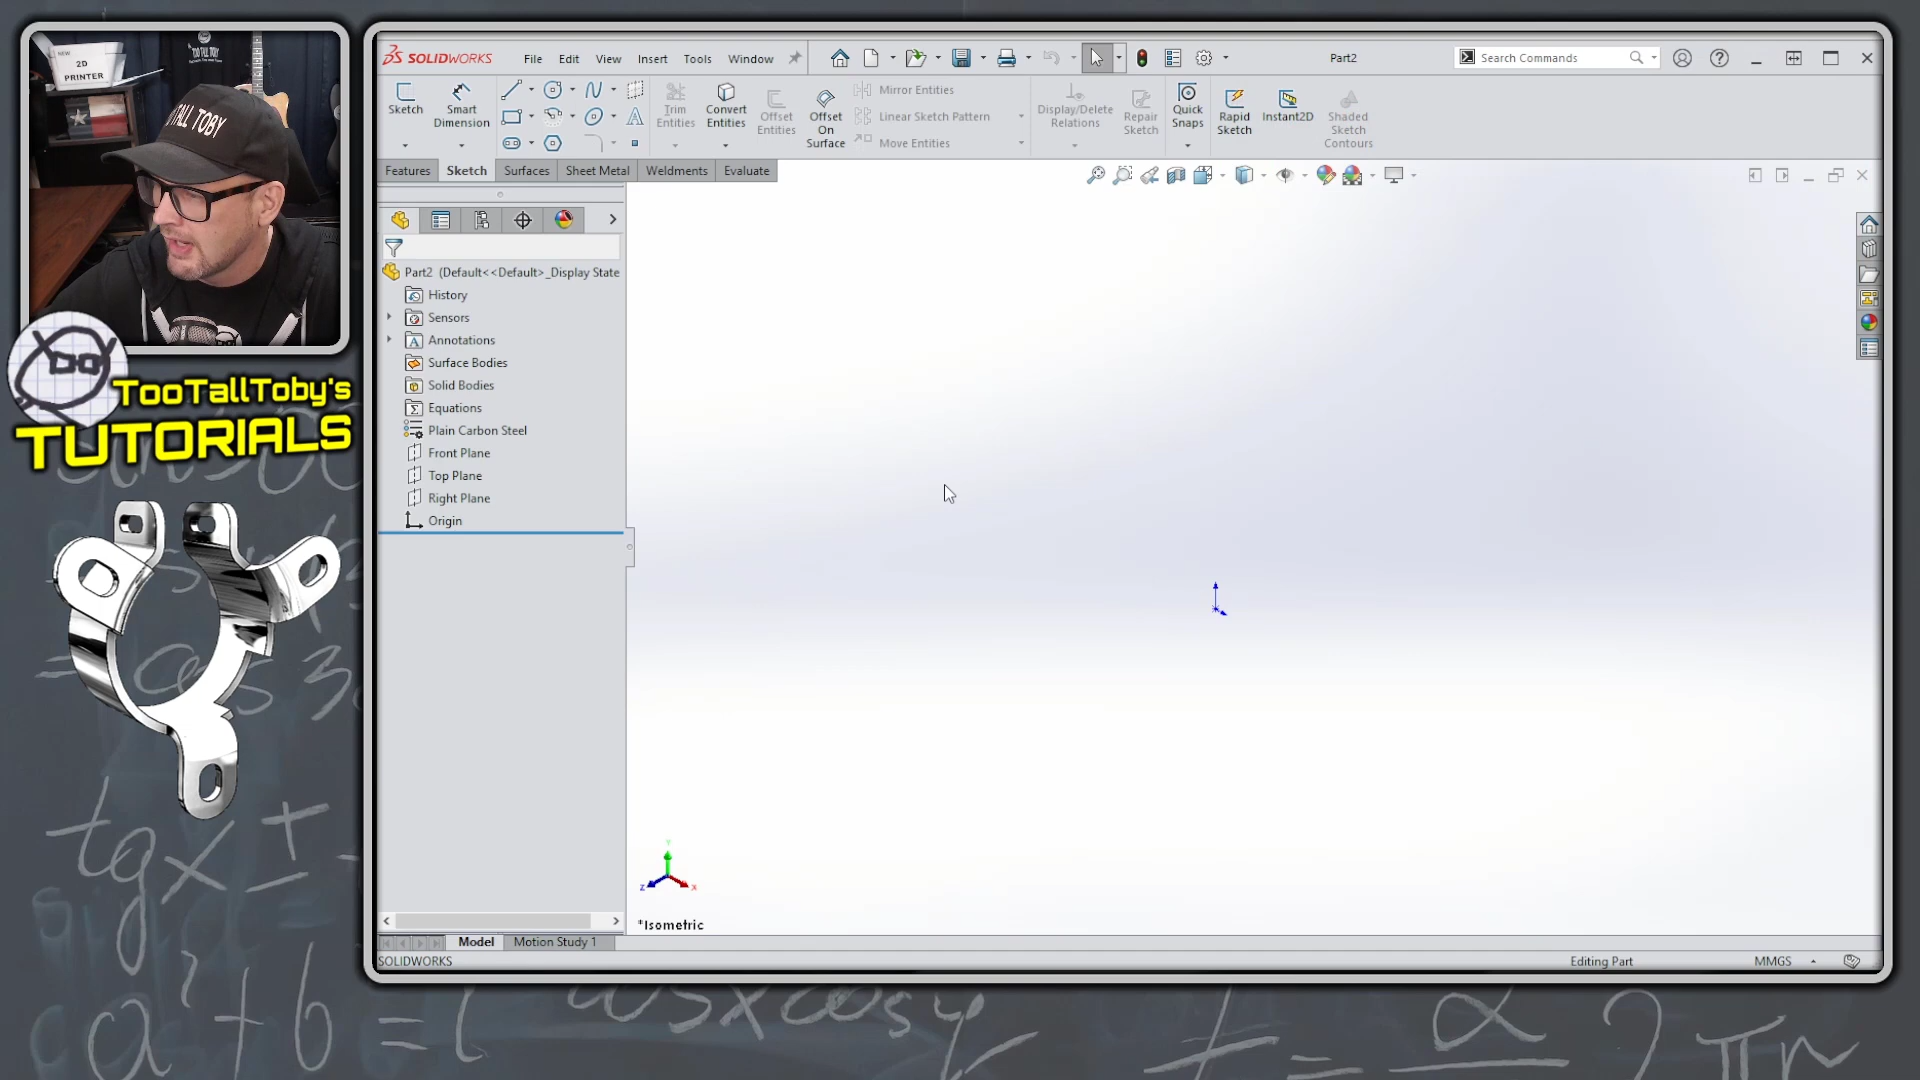 NEW
2D
PRINTER
TOO TALL
TOBY
TALL TOBY
TooTallToby's
TUTORIALS
SOLIDWORKS
File Edit View Insert Tools Window
Part2
Search Commands
Sketch
Smart Dimension
Trim Entities
Convert Entities
Offset Entities
Offset On Surface
Mirror Entities
Linear Sketch Pattern
Move Entities
Display/Delete Relations
Repair Sketch
Quick Snaps
Rapid Sketch
Instant2D
Shaded Sketch Contours
Features Sketch Surfaces Sheet Metal Weldments Evaluate
Part2 (Default<<Default>_Display State
History
Sensors
Annotations
Surface Bodies
Solid Bodies
Equations
Plain Carbon Steel
Front Plane
Top Plane
Right Plane
Origin
Y
Z
X
*Isometric
Model Motion Study 1
SOLIDWORKS
Editing Part
MMGS